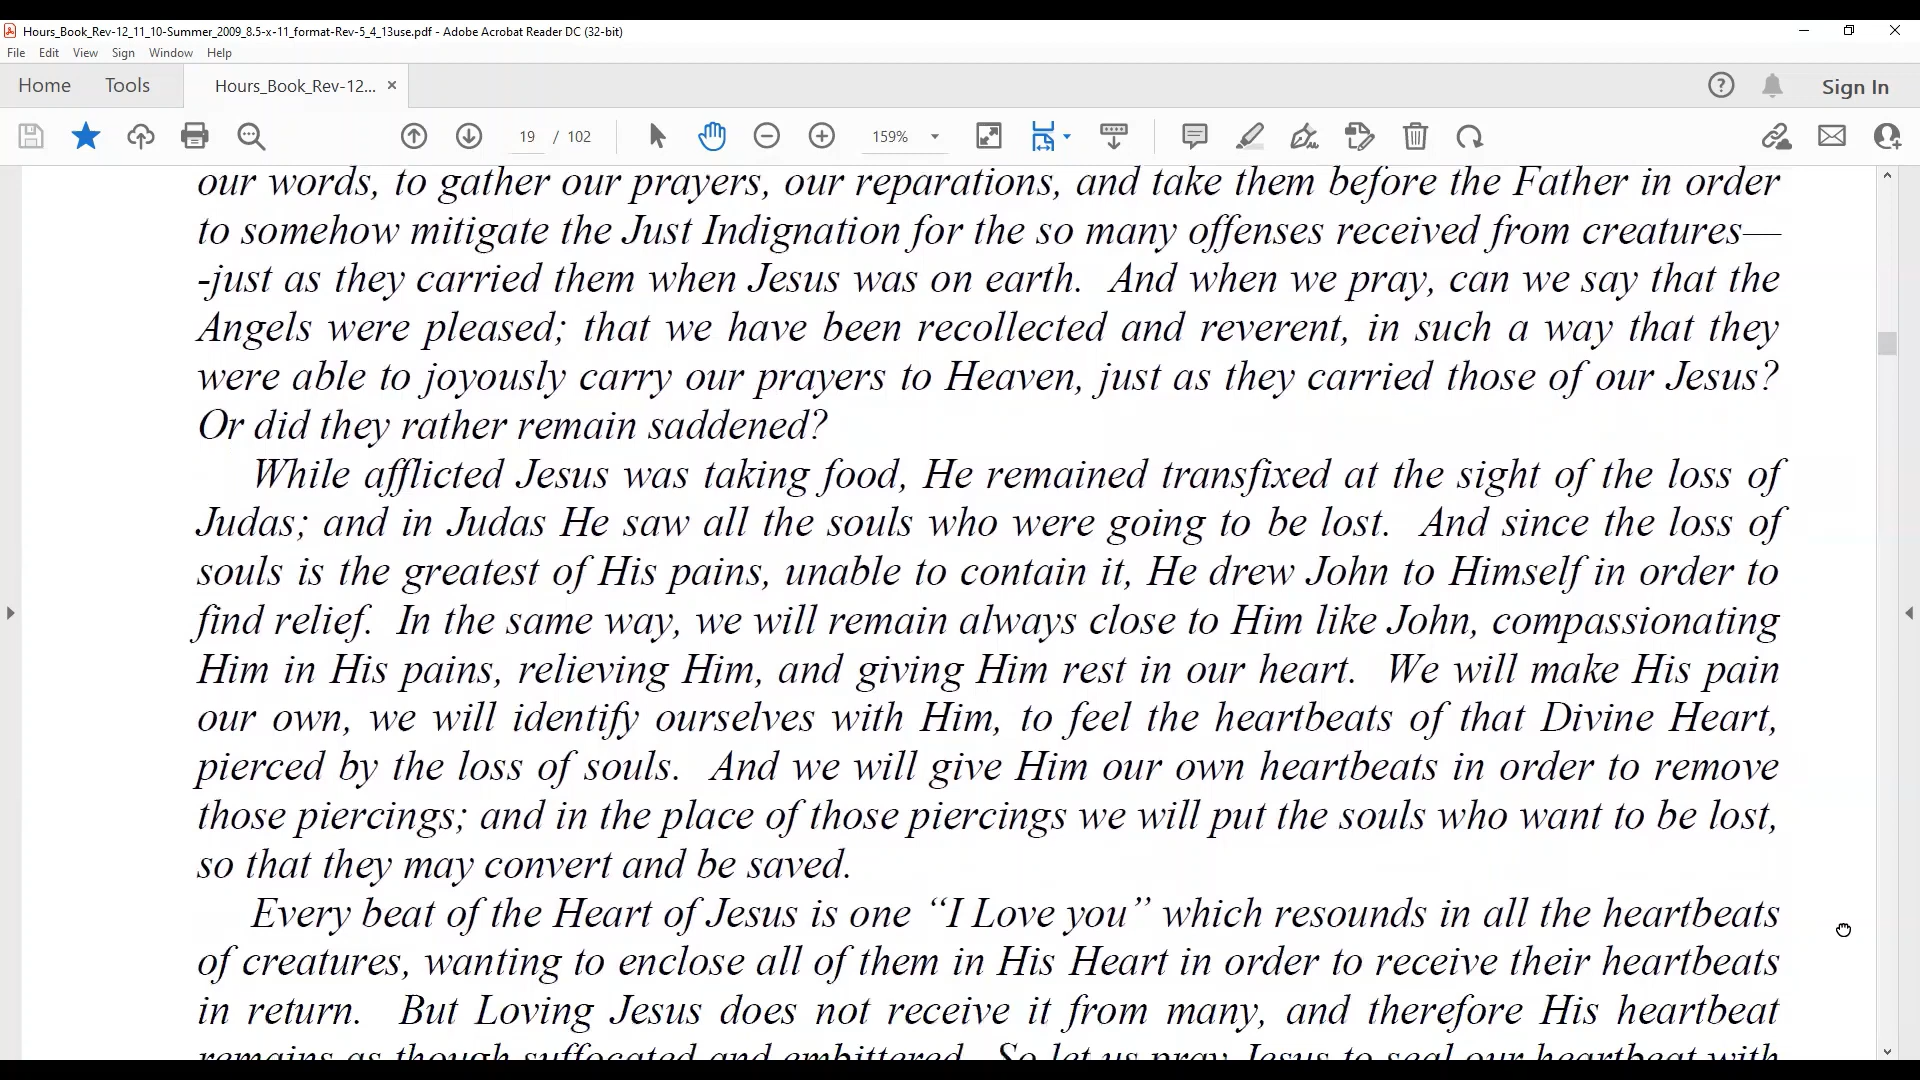 Hours_Book_Rev-12_11_10-Summer_2009_8.5-x-11_format-Rev-5_4_13use.pdf - Adobe Acrobat Reader DC (32-bit)
File Edit View Sign Window Help
Home Tools Hours_Book_Rev-12... × Sign In
19 / 102 159%
our words, to gather our prayers, our reparations, and take them before the Father in order
to somehow mitigate the Just Indignation for the so many offenses received from creatures—
-just as they carried them when Jesus was on earth. And when we pray, can we say that the
Angels were pleased; that we have been recollected and reverent, in such a way that they
were able to joyously carry our prayers to Heaven, just as they carried those of our Jesus?
Or did they rather remain saddened?
While afflicted Jesus was taking food, He remained transfixed at the sight of the loss of
Judas; and in Judas He saw all the souls who were going to be lost. And since the loss of
souls is the greatest of His pains, unable to contain it, He drew John to Himself in order to
find relief. In the same way, we will remain always close to Him like John, compassionating
Him in His pains, relieving Him, and giving Him rest in our heart. We will make His pain
our own, we will identify ourselves with Him, to feel the heartbeats of that Divine Heart,
pierced by the loss of souls. And we will give Him our own heartbeats in order to remove
those piercings; and in the place of those piercings we will put the souls who want to be lost,
so that they may convert and be saved.
Every beat of the Heart of Jesus is one “I Love you” which resounds in all the heartbeats
of creatures, wanting to enclose all of them in His Heart in order to receive their heartbeats
in return. But Loving Jesus does not receive it from many, and therefore His heartbeat
remains as though suffocated and embittered. So let us pray Jesus to seal our heartbeat with